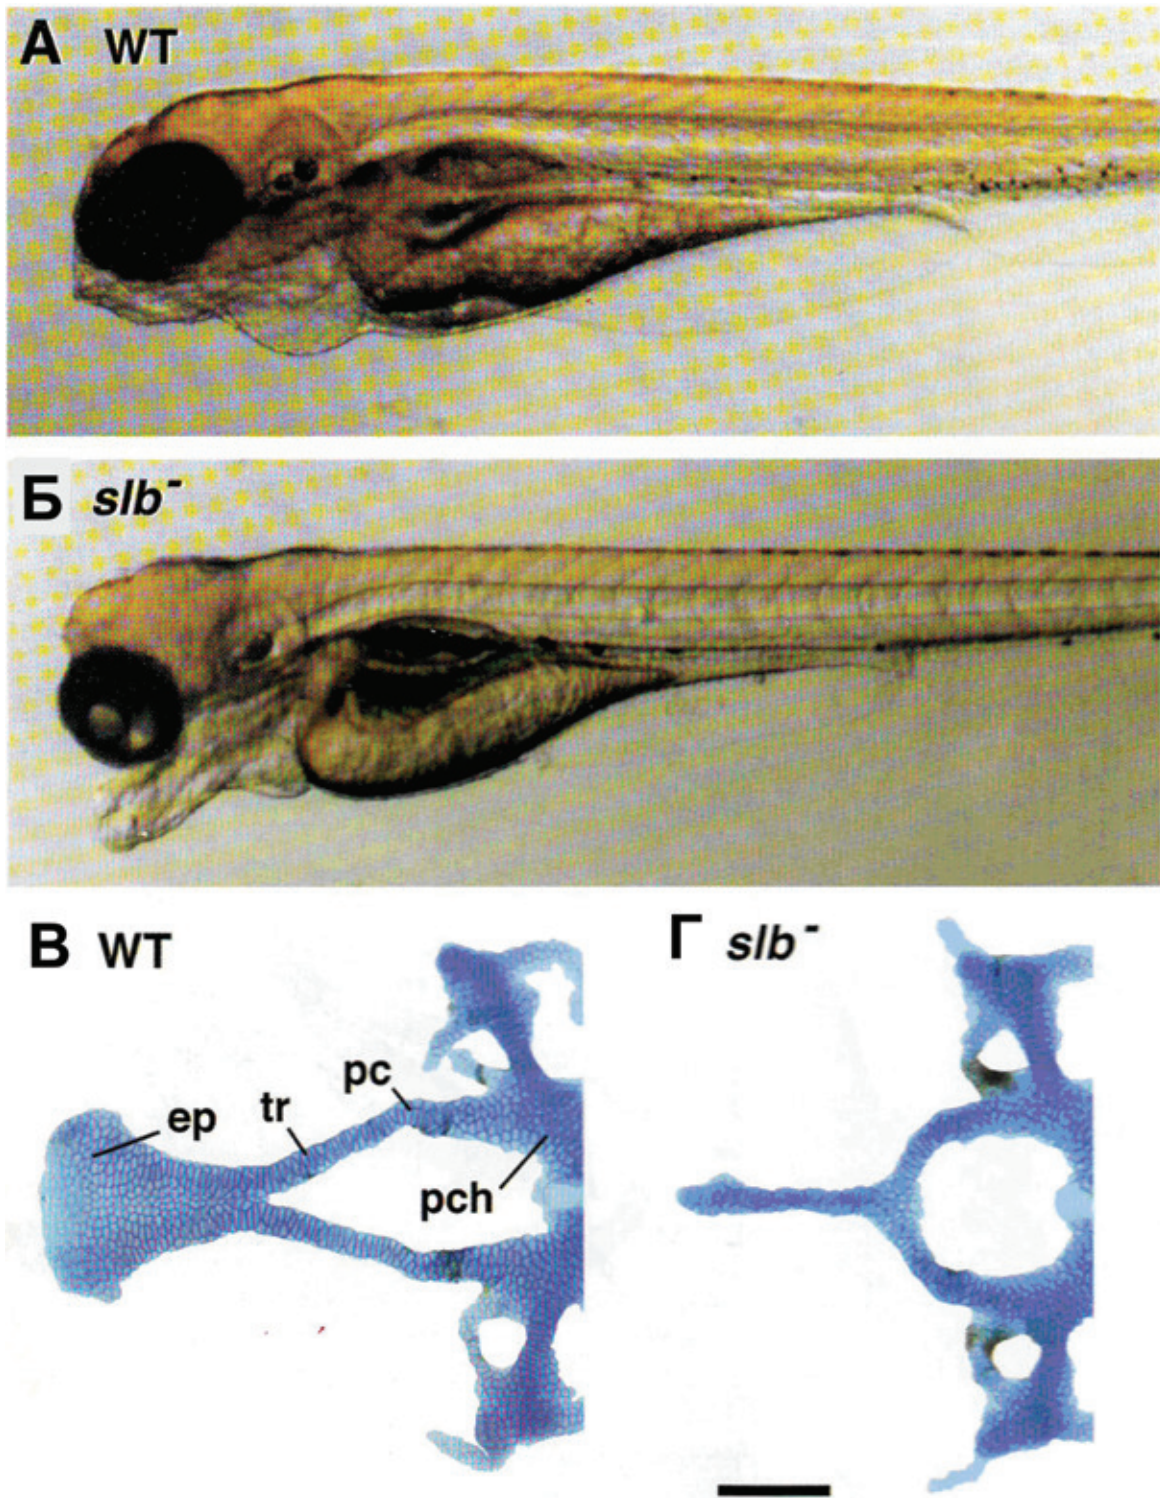 А WT
Б slb-
В WT
Г slb-
pc
tr
ep
pch